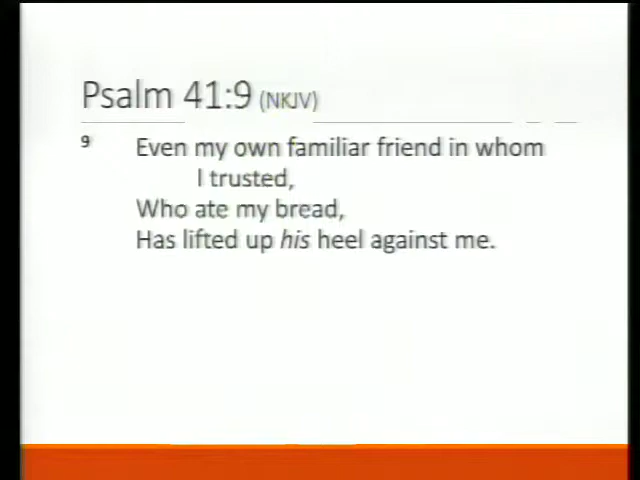 Psalm 41:9 (NKJV)
9 Even my own familiar friend in whom
I trusted,
Who ate my bread,
Has lifted up his heel against me.